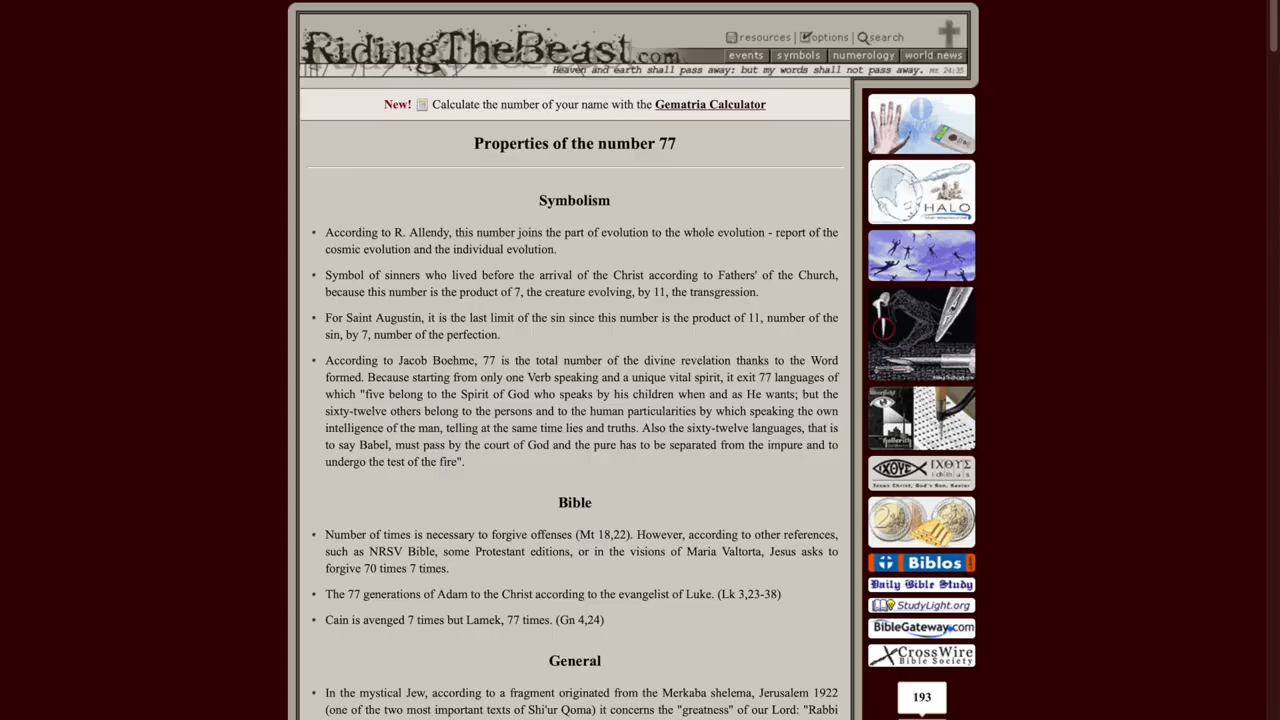 RidingTheBeast.com
resources | options | search
events | symbols | numerology | world news
Heaven and earth shall pass away: but my words shall not pass away. Mt 24:35
New! Calculate the number of your name with the Gematria Calculator
Properties of the number 77
Symbolism
According to R. Allendy, this number joins the part of evolution to the whole evolution - report of the
cosmic evolution and the individual evolution.
Symbol of sinners who lived before the arrival of the Christ according to Fathers' of the Church,
because this number is the product of 7, the creature evolving, by 11, the transgression.
For Saint Augustin, it is the last limit of the sin since this number is the product of 11, number of the
sin, by 7, number of the perfection.
According to Jacob Boehme, 77 is the total number of the divine revelation thanks to the Word
formed. Because starting from only one Verb speaking and a unique vital spirit, it exit 77 languages of
which "five belong to the Spirit of God who speaks by his children when and as He wants; but the
sixty-twelve others belong to the persons and to the human particularities by which speaking the own
intelligence of the man, telling at the same time lies and truths. Also the sixty-twelve languages, that is
to say Babel, must pass by the court of God and the pure has to be separated from the impure and to
undergo the test of the fire".
Bible
Number of times is necessary to forgive offenses (Mt 18,22). However, according to other references,
such as NRSV Bible, some Protestant editions, or in the visions of Maria Valtorta, Jesus asks to
forgive 70 times 7 times.
The 77 generations of Adam to the Christ according to the evangelist of Luke. (Lk 3,23-38)
Cain is avenged 7 times but Lamek, 77 times. (Gn 4,24)
General
In the mystical Jew, according to a fragment originated from the Merkaba shelema, Jerusalem 1922
(one of the two most important texts of Shi'ur Qoma) it concerns the "greatness" of our Lord: "Rabbi
HALO
ΙΧΘΥΣ
Jesus Christ, God's Son, Savior
Biblos
Daily Bible Study
StudyLight.org
BibleGateway.com
CrossWire
Bible Society
193